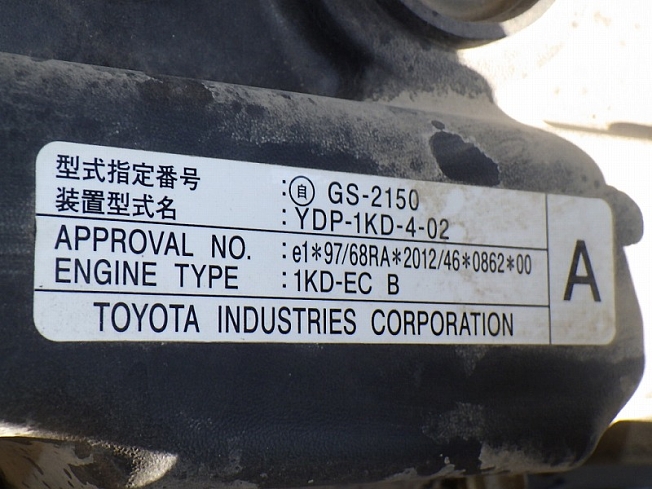 型式指定番号 :自 GS-2150
装置型式名 :YDP-1KD-4-02
APPROVAL NO. :e1*97/68RA*2012/46*0862*00
ENGINE TYPE :1KD-EC B
A
TOYOTA INDUSTRIES CORPORATION